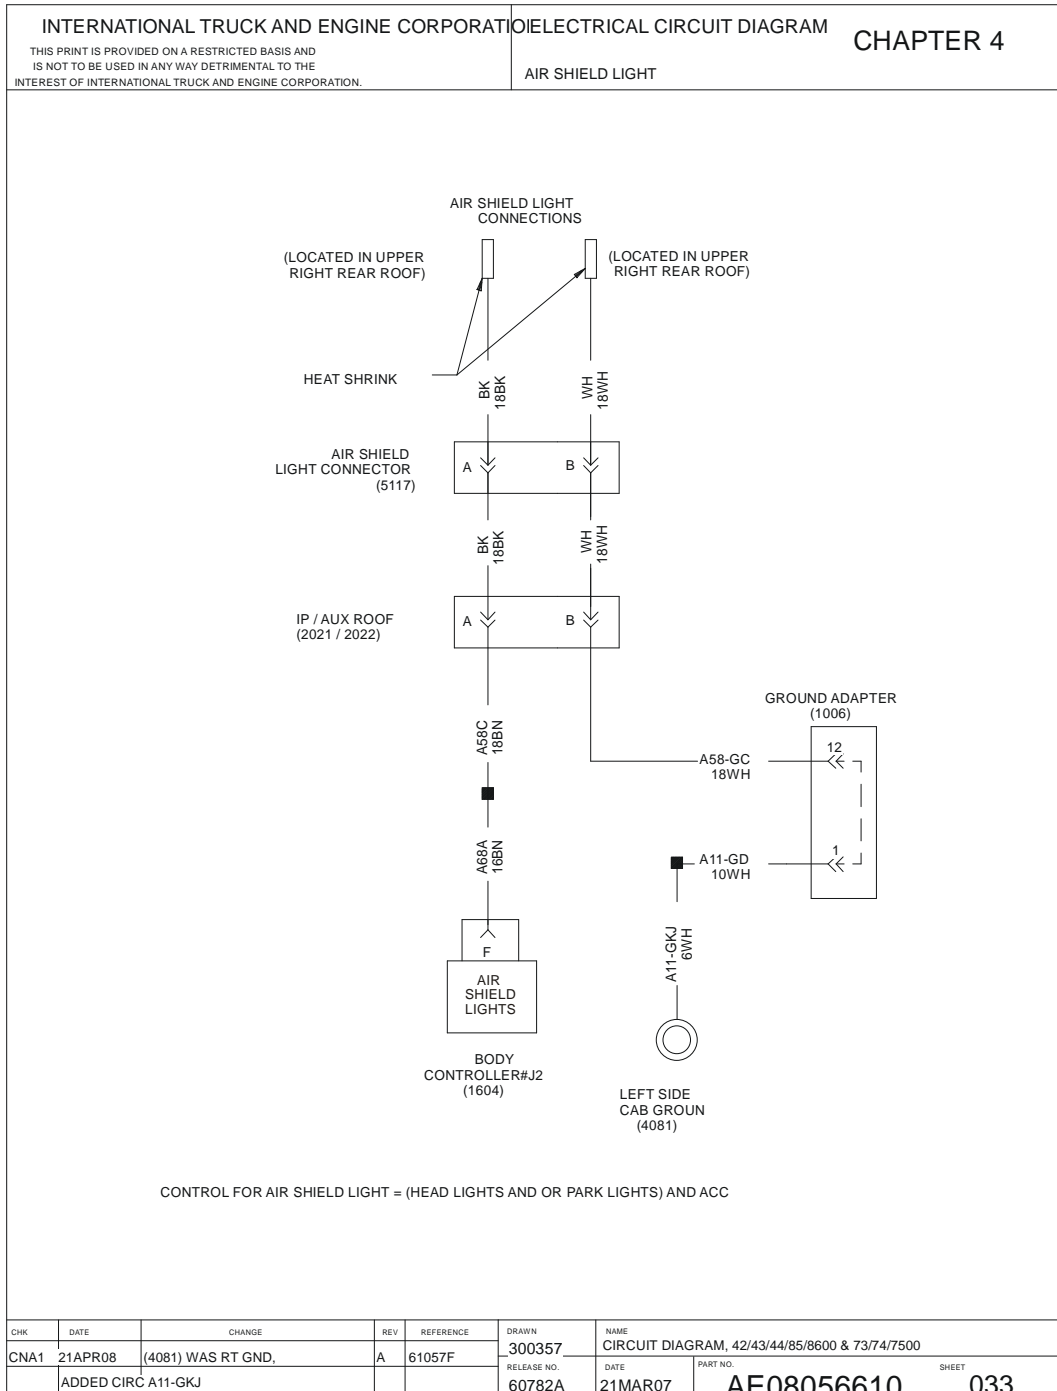 INTERNATIONAL TRUCK AND ENGINE CORPORATIO
ELECTRICAL CIRCUIT DIAGRAM
CHAPTER 4
THIS PRINT IS PROVIDED ON A RESTRICTED BASIS AND
IS NOT TO BE USED IN ANY WAY DETRIMENTAL TO THE
INTEREST OF INTERNATIONAL TRUCK AND ENGINE CORPORATION.
AIR SHIELD LIGHT
AIR SHIELD LIGHT
CONNECTIONS
(LOCATED IN UPPER
RIGHT REAR ROOF)
(LOCATED IN UPPER
RIGHT REAR ROOF)
HEAT SHRINK
BK
18BK
WH
18WH
AIR SHIELD
LIGHT CONNECTOR
(5117)
A
B
BK
18BK
WH
18WH
IP / AUX ROOF
(2021 / 2022)
A
B
GROUND ADAPTER
(1006)
A58C
18BN
A58-GC
18WH
12
A68A
16BN
A11-GD
10WH
1
A11-GKJ
6WH
F
AIR
SHIELD
LIGHTS
BODY
CONTROLLER#J2
(1604)
LEFT SIDE
CAB GROUN
(4081)
CONTROL FOR AIR SHIELD LIGHT = (HEAD LIGHTS AND OR PARK LIGHTS) AND ACC
CHK DATE CHANGE REV REFERENCE
CNA1 21APR08 (4081) WAS RT GND, A 61057F
ADDED CIRC A11-GKJ
DRAWN
300357
NAME
CIRCUIT DIAGRAM, 42/43/44/85/8600 & 73/74/7500
RELEASE NO.
60782A
DATE
21MAR07
PART NO.
AE08056610
SHEET
033